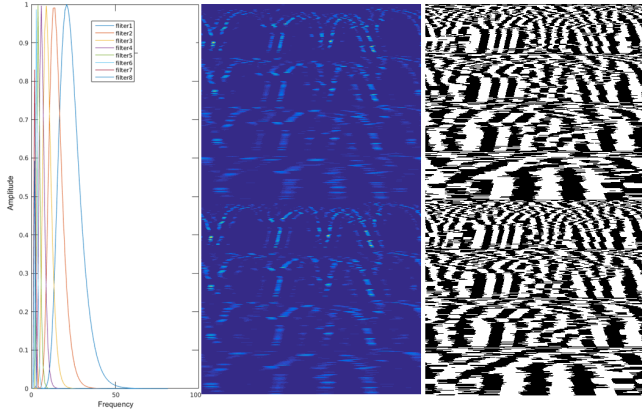 1
0.9
0.8
0.7
0.6
0.5
0.4
0.3
0.2
0.1
0
Amplitude
filter1
filter2
filter3
filter4
filter5
filter6
filter7
filter8
0
50
100
Frequency